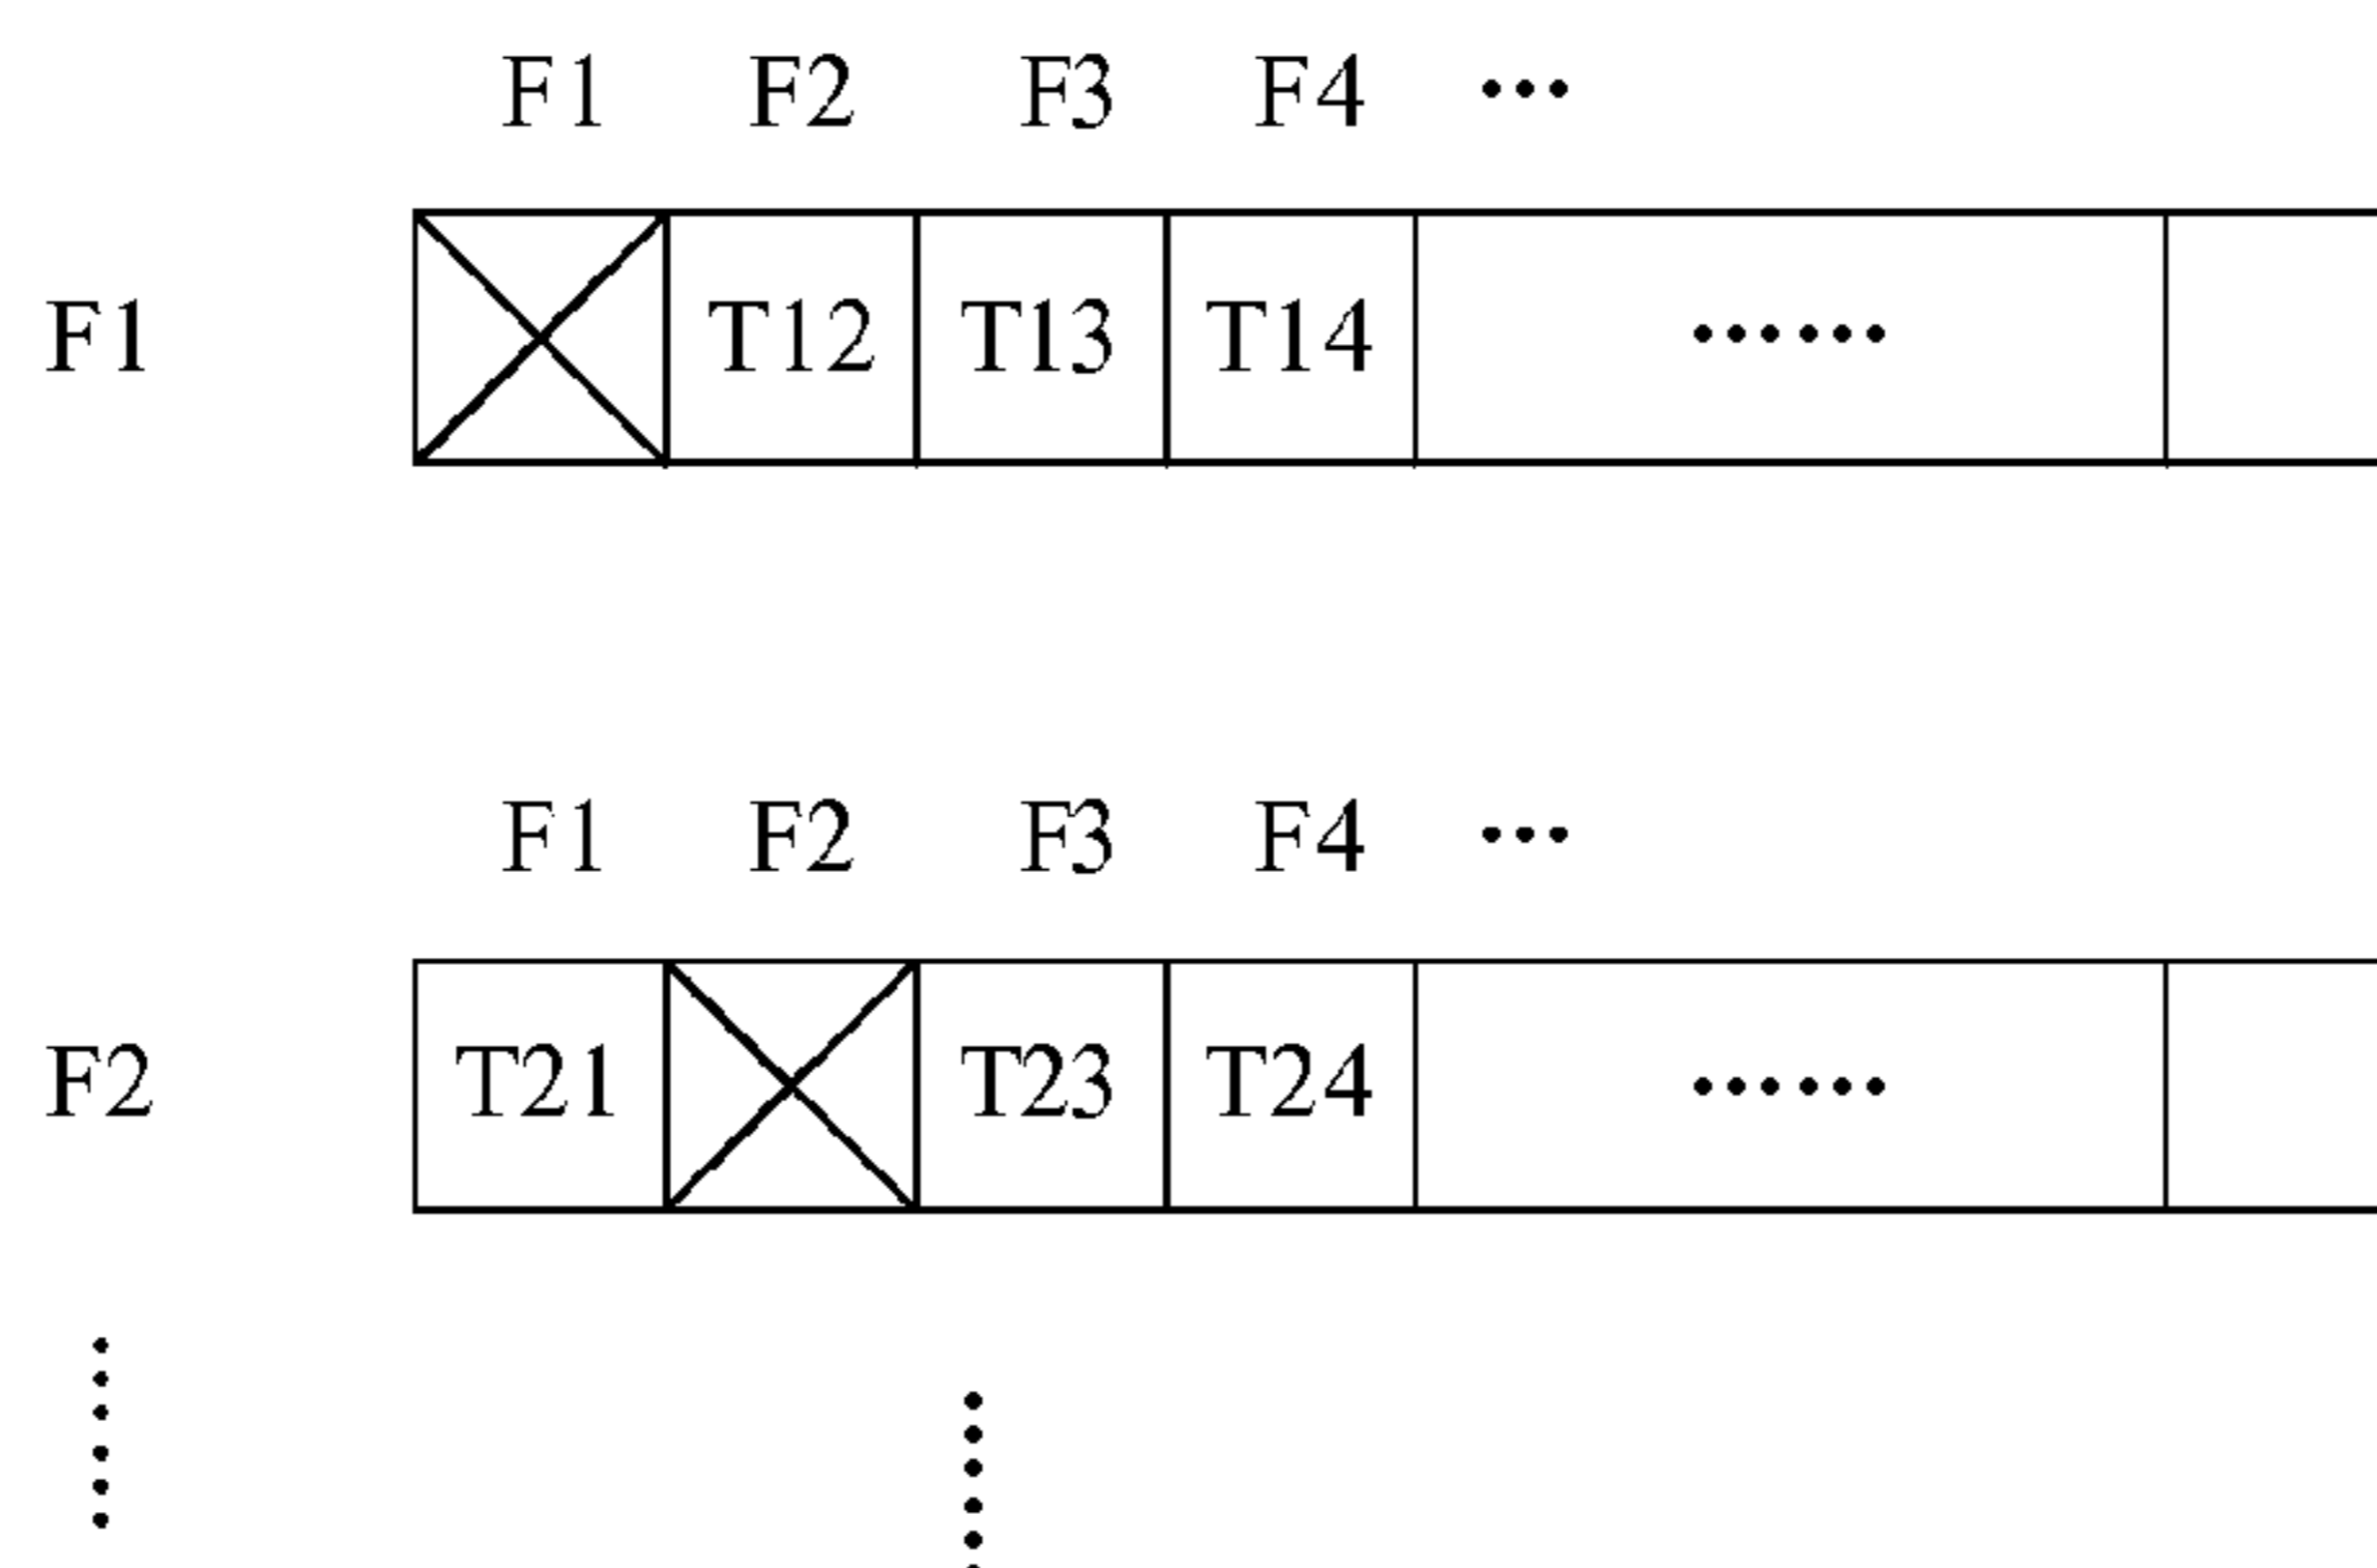 F1 F2 F3 F4 •••
F1 T12 T13 T14 ••••••
F1 F2 F3 F4 •••
F2 T21 T23 T24 ••••••